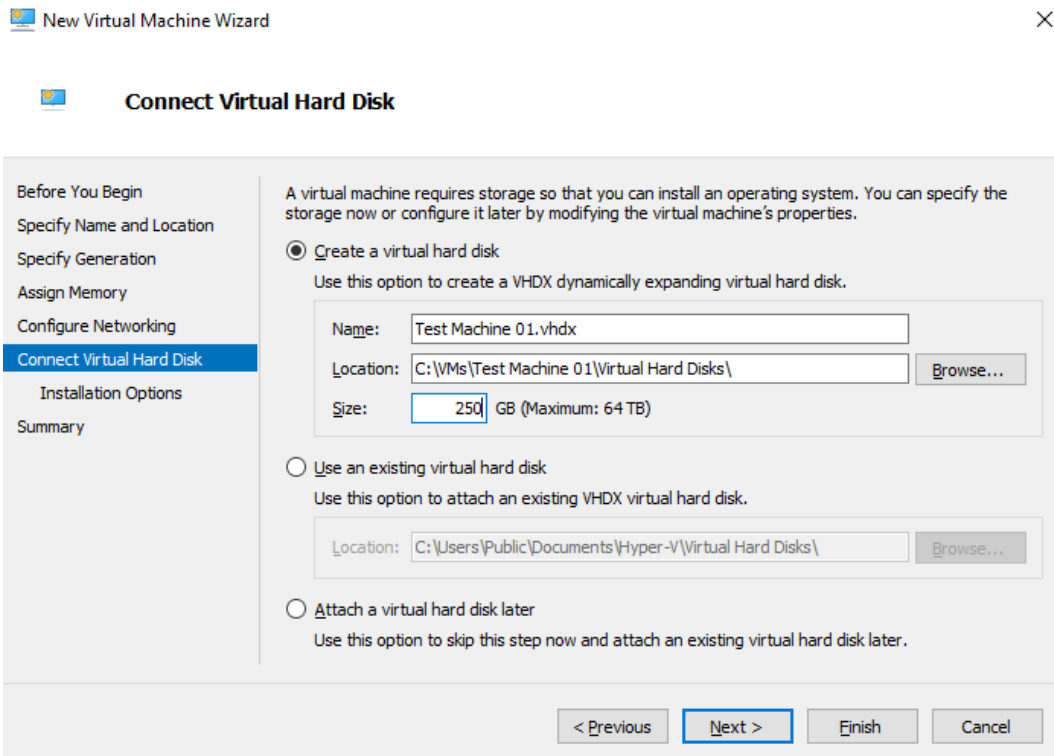 New Virtual Machine Wizard
Connect Virtual Hard Disk
Before You Begin
Specify Name and Location
Specify Generation
Assign Memory
Configure Networking
Connect Virtual Hard Disk
Installation Options
Summary
A virtual machine requires storage so that you can install an operating system. You can specify the
storage now or configure it later by modifying the virtual machine's properties.
Create a virtual hard disk
Use this option to create a VHDX dynamically expanding virtual hard disk.
Name: Test Machine 01.vhdx
Location: C:\VMs\Test Machine 01\Virtual Hard Disks\ Browse...
Size: 250 GB (Maximum: 64 TB)
Use an existing virtual hard disk
Use this option to attach an existing VHDX virtual hard disk.
Location: C:\Users\Public\Documents\Hyper-V\Virtual Hard Disks\ Browse...
Attach a virtual hard disk later
Use this option to skip this step now and attach an existing virtual hard disk later.
< Previous Next > Finish Cancel